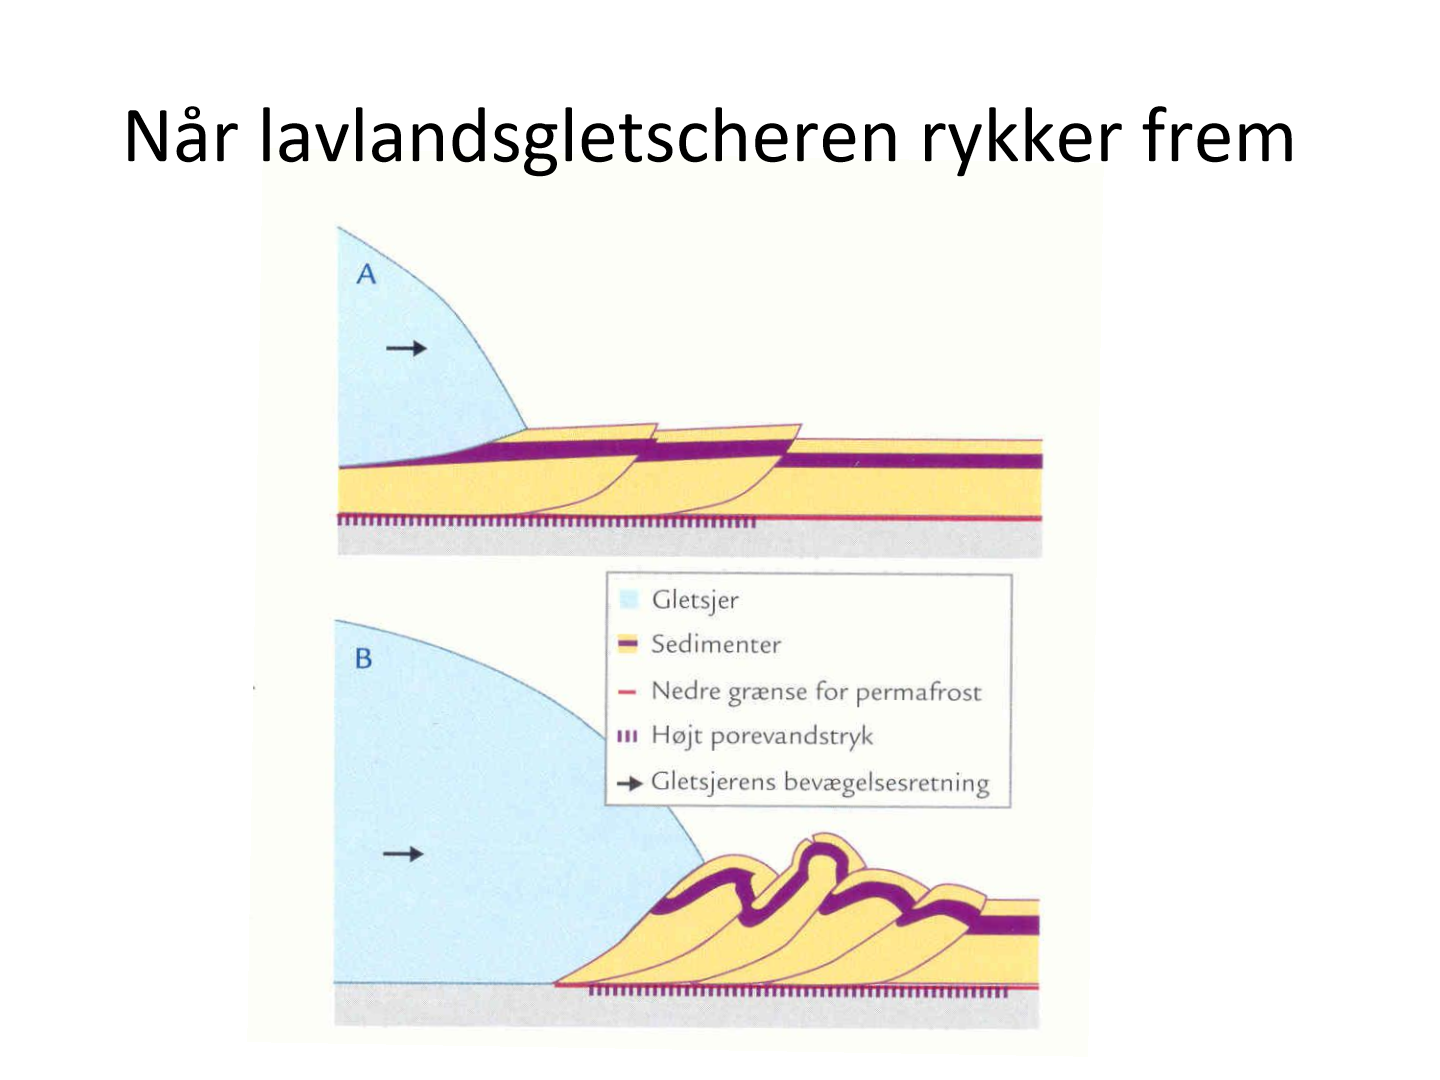 Når lavlandsgletscheren rykker frem
A
Gletsjer
Sedimenter
Nedre grænse for permafrost
Højt porevandstryk
Gletsjerens bevægelsesretning
B